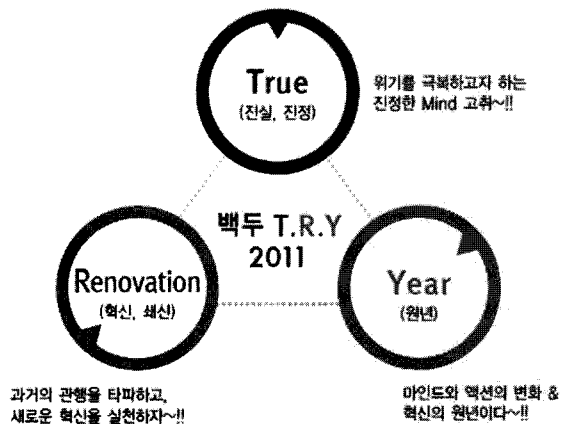 True
(진실, 진정)
위기를 극복하고자 하는
진정한 Mind 고취~!!
백두 T.R.Y
2011
Renovation
(혁신, 쇄신)
Year
(원년)
과거의 관행을 타파하고,
새로운 혁신을 실천하자~!!
마인드와 액션의 변화 &
혁신의 원년이다~!!